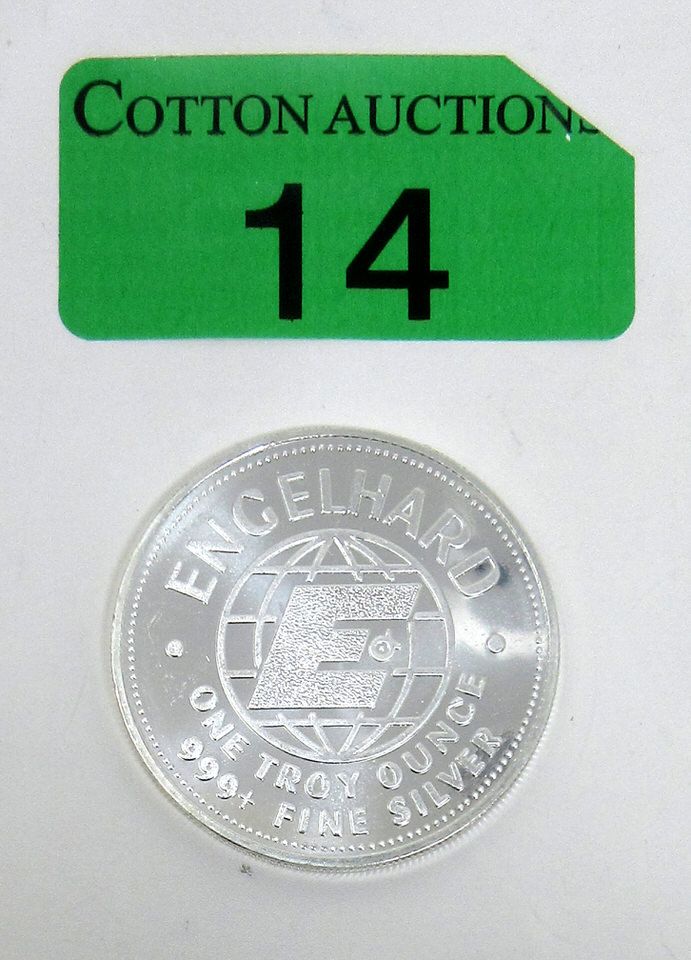 COTTON AUCTIONS
14
ENGELHARD
E
ONE TROY OUNCE
999+ FINE SILVER